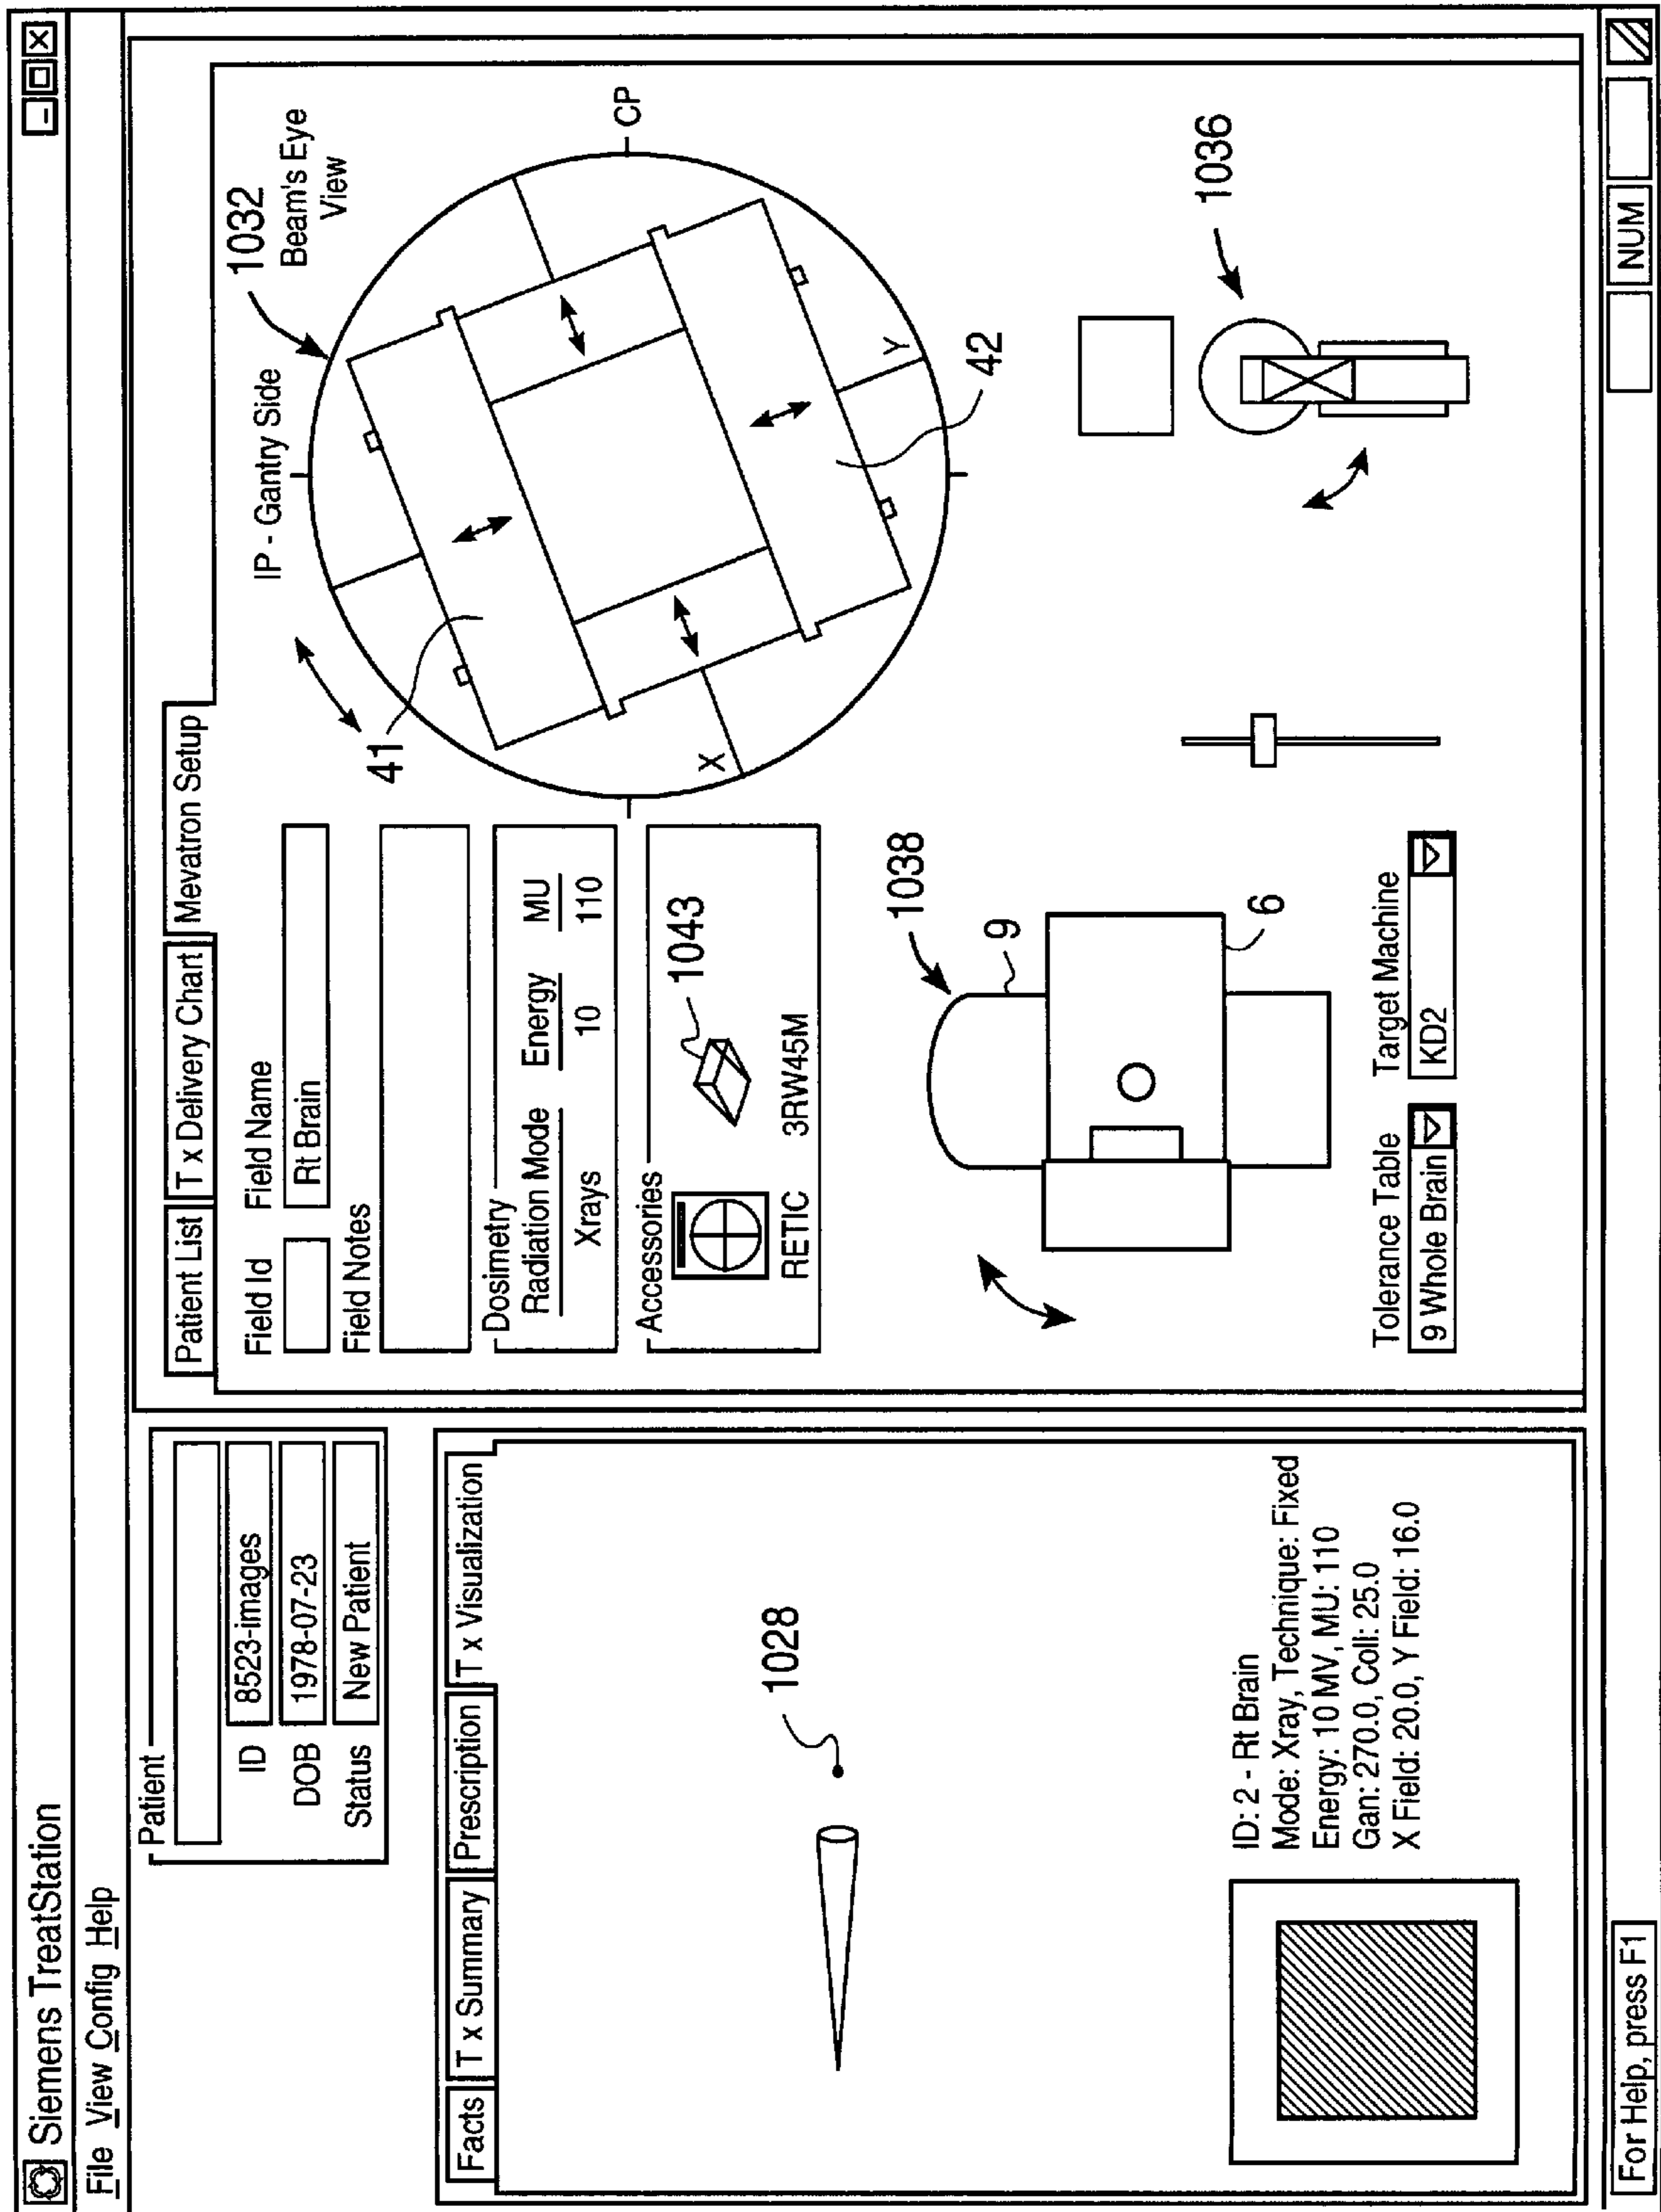 Siemens TreatStation
File View Config Help
Patient
ID 8523-images
DOB 1978-07-23
Status New Patient
Facts T x Summary Prescription T x Visualization
1028
ID: 2 - Rt Brain
Mode: Xray, Technique: Fixed
Energy: 10 MV, MU: 110
Gan: 270.0, Coll: 25.0
X Field: 20.0, Y Field: 16.0
Patient List T x Delivery Chart Mevatron Setup
Field Id Field Name
Rt Brain
Field Notes
Dosimetry
Radiation Mode Energy MU
Xrays 10 110
Accessories
1043
RETIC 3RW45M
1038
9
6
Tolerance Table Target Machine
9 Whole Brain KD2
1032
Beam's Eye
View
IP - Gantry Side
41
CP
X
Y
42
1036
For Help, press F1
NUM